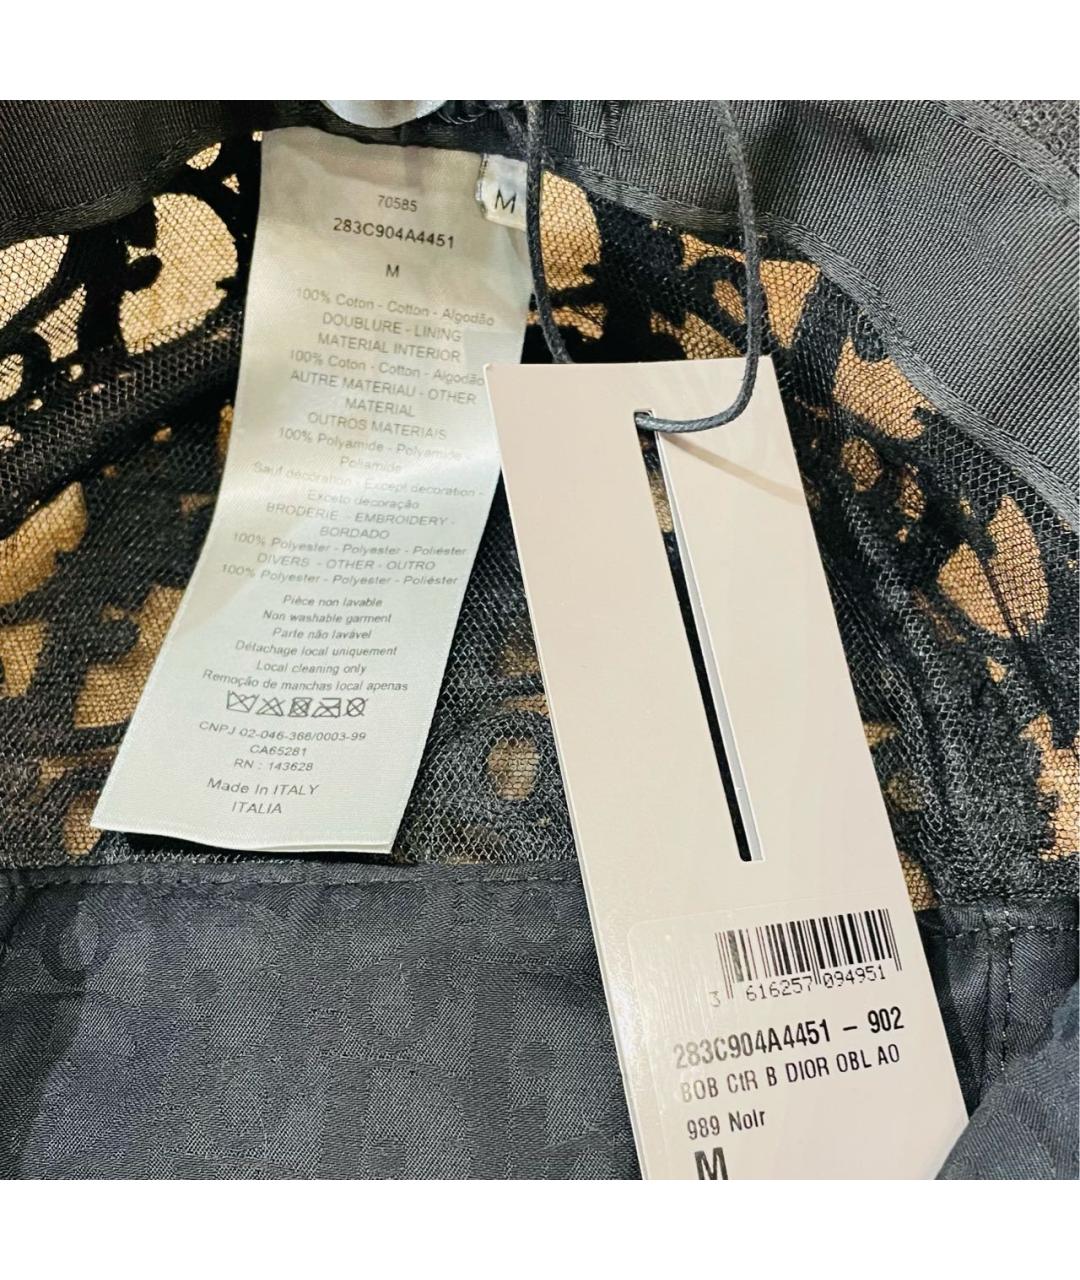 70585
283C904A4451
M
M
100% Coton - Cotton - Algodão
DOUBLURE - LINING
MATERIAL INTERIOR
100% Coton - Cotton - Algodão
AUTRE MATERIAU - OTHER
MATERIAL
OUTROS MATERIAIS
100% Polyamide - Polyamide -
Poliamida
Sauf décoration - Except decoration -
Exceto decoração
BRODERIE - EMBROIDERY -
BORDADO
100% Polyester - Polyester - Poliéster
DIVERS - OTHER - OUTRO
100% Polyester - Polyester - Poliéster
Pièce non lavable
Non washable garment
Parte não lavável
Détachage local uniquement
Local cleaning only
Remoção de manchas local apenas
CNPJ 02-046-366/0003-99
CA65281
RN : 143628
Made In ITALY
ITALIA
3 616257 094951
283C904A4451 - 902
BOB CtR B DIOR OBL AO
989 Noir
M